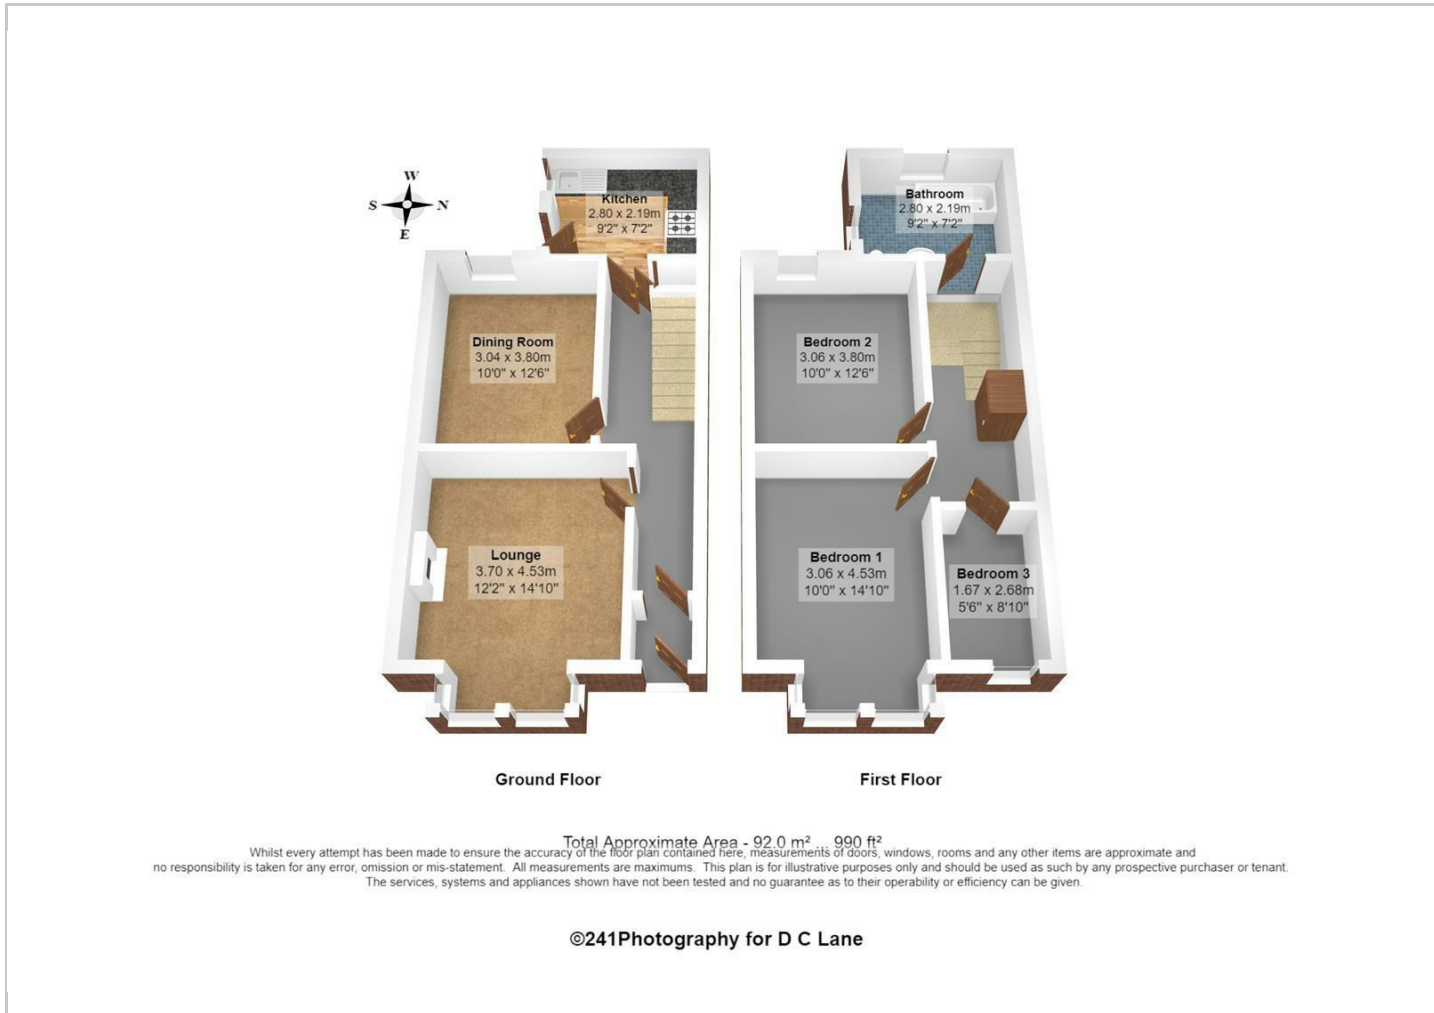 W
S N
E
Kitchen
2.80 x 2.19m
9'2" x 7'2"
Dining Room
3.04 x 3.80m
10'0" x 12'6"
Lounge
3.70 x 4.53m
12'2" x 14'10"
Ground Floor
Bathroom
2.80 x 2.19m
9'2" x 7'2"
Bedroom 2
3.06 x 3.80m
10'0" x 12'6"
Bedroom 1
3.06 x 4.53m
10'0" x 14'10"
Bedroom 3
1.67 x 2.68m
5'6" x 8'10"
First Floor
Total Approximate Area - 92.0 m² ... 990 ft²
Whilst every attempt has been made to ensure the accuracy of the floor plan contained here, measurements of doors, windows, rooms and any other items are approximate and
no responsibility is taken for any error, omission or mis-statement. All measurements are maximums. This plan is for illustrative purposes only and should be used as such by any prospective purchaser or tenant.
The services, systems and appliances shown have not been tested and no guarantee as to their operability or efficiency can be given.
©241Photography for D C Lane